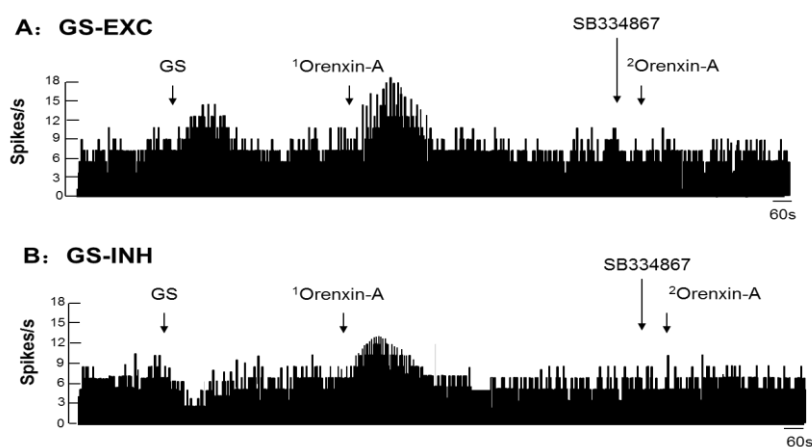 A: GS-EXC
SB334867
GS
¹Orenxin-A
²Orenxin-A
Spikes/s
18
15
12
9
6
3
0
60s
B: GS-INH
SB334867
GS
¹Orenxin-A
²Orenxin-A
Spikes/s
18
15
12
9
6
3
0
60s